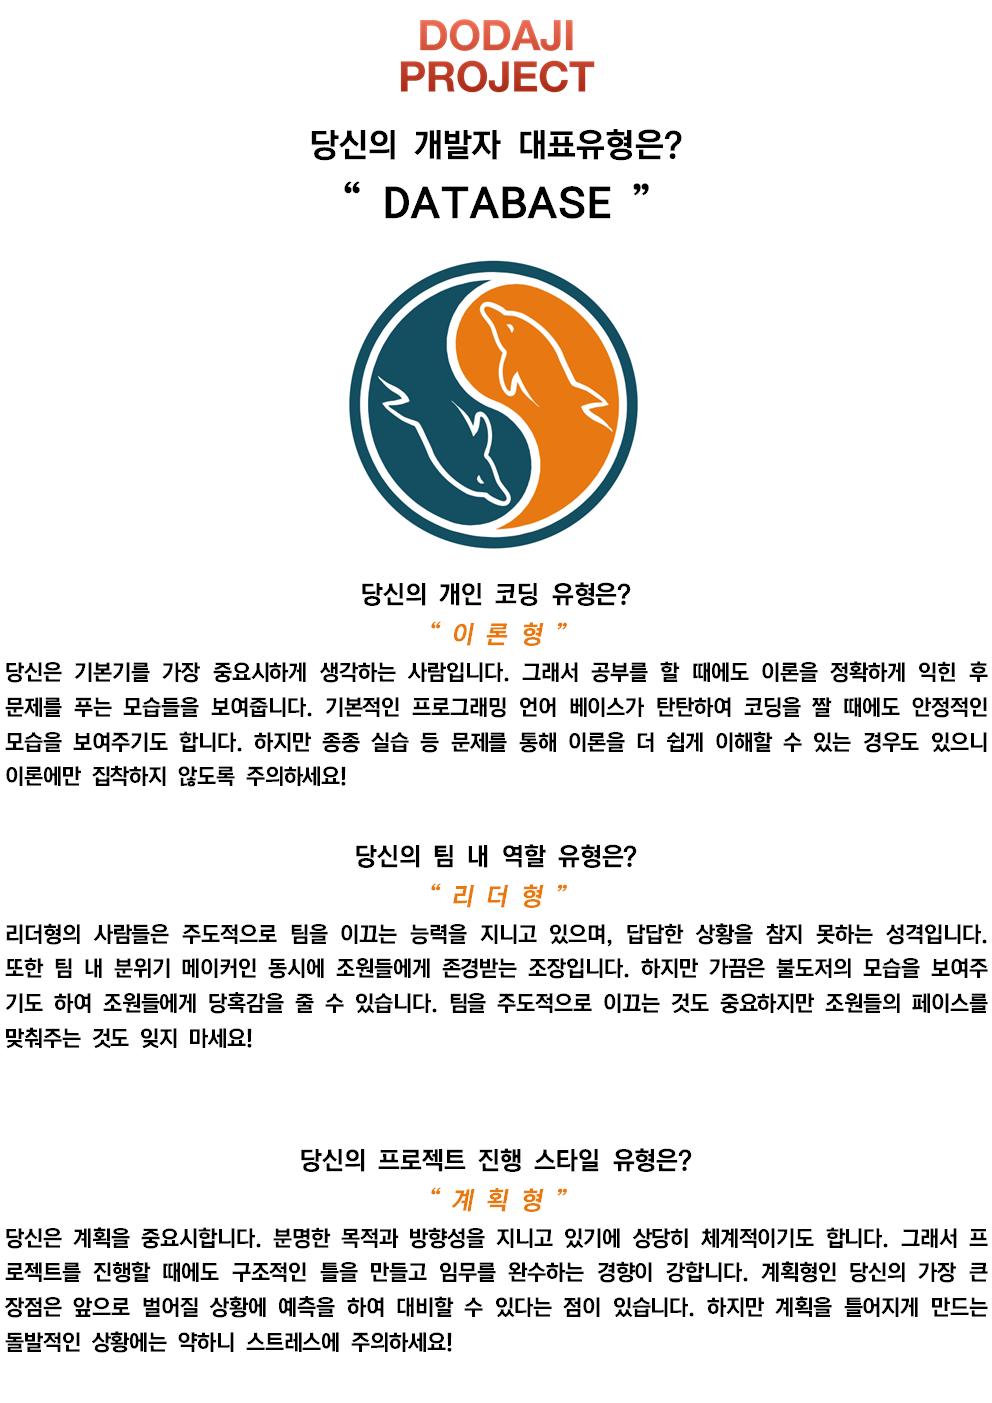 DODAJI
PROJECT
당신의 개발자 대표유형은?
“ DATABASE ”
당신의 개인 코딩 유형은?
“ 이 론 형 ”
당신은 기본기를 가장 중요시하게 생각하는 사람입니다. 그래서 공부를 할 때에도 이론을 정확하게 익힌 후
문제를 푸는 모습들을 보여줍니다. 기본적인 프로그래밍 언어 베이스가 탄탄하여 코딩을 짤 때에도 안정적인
모습을 보여주기도 합니다. 하지만 종종 실습 등 문제를 통해 이론을 더 쉽게 이해할 수 있는 경우도 있으니
이론에만 집착하지 않도록 주의하세요!
당신의 팀 내 역할 유형은?
“ 리 더 형 ”
리더형의 사람들은 주도적으로 팀을 이끄는 능력을 지니고 있으며, 답답한 상황을 참지 못하는 성격입니다.
또한 팀 내 분위기 메이커인 동시에 조원들에게 존경받는 조장입니다. 하지만 가끔은 불도저의 모습을 보여주
기도 하여 조원들에게 당혹감을 줄 수 있습니다. 팀을 주도적으로 이끄는 것도 중요하지만 조원들의 페이스를
맞춰주는 것도 잊지 마세요!
당신의 프로젝트 진행 스타일 유형은?
“ 계 획 형 ”
당신은 계획을 중요시합니다. 분명한 목적과 방향성을 지니고 있기에 상당히 체계적이기도 합니다. 그래서 프
로젝트를 진행할 때에도 구조적인 틀을 만들고 임무를 완수하는 경향이 강합니다. 계획형인 당신의 가장 큰
장점은 앞으로 벌어질 상황에 예측을 하여 대비할 수 있다는 점이 있습니다. 하지만 계획을 틀어지게 만드는
돌발적인 상황에는 약하니 스트레스에 주의하세요!